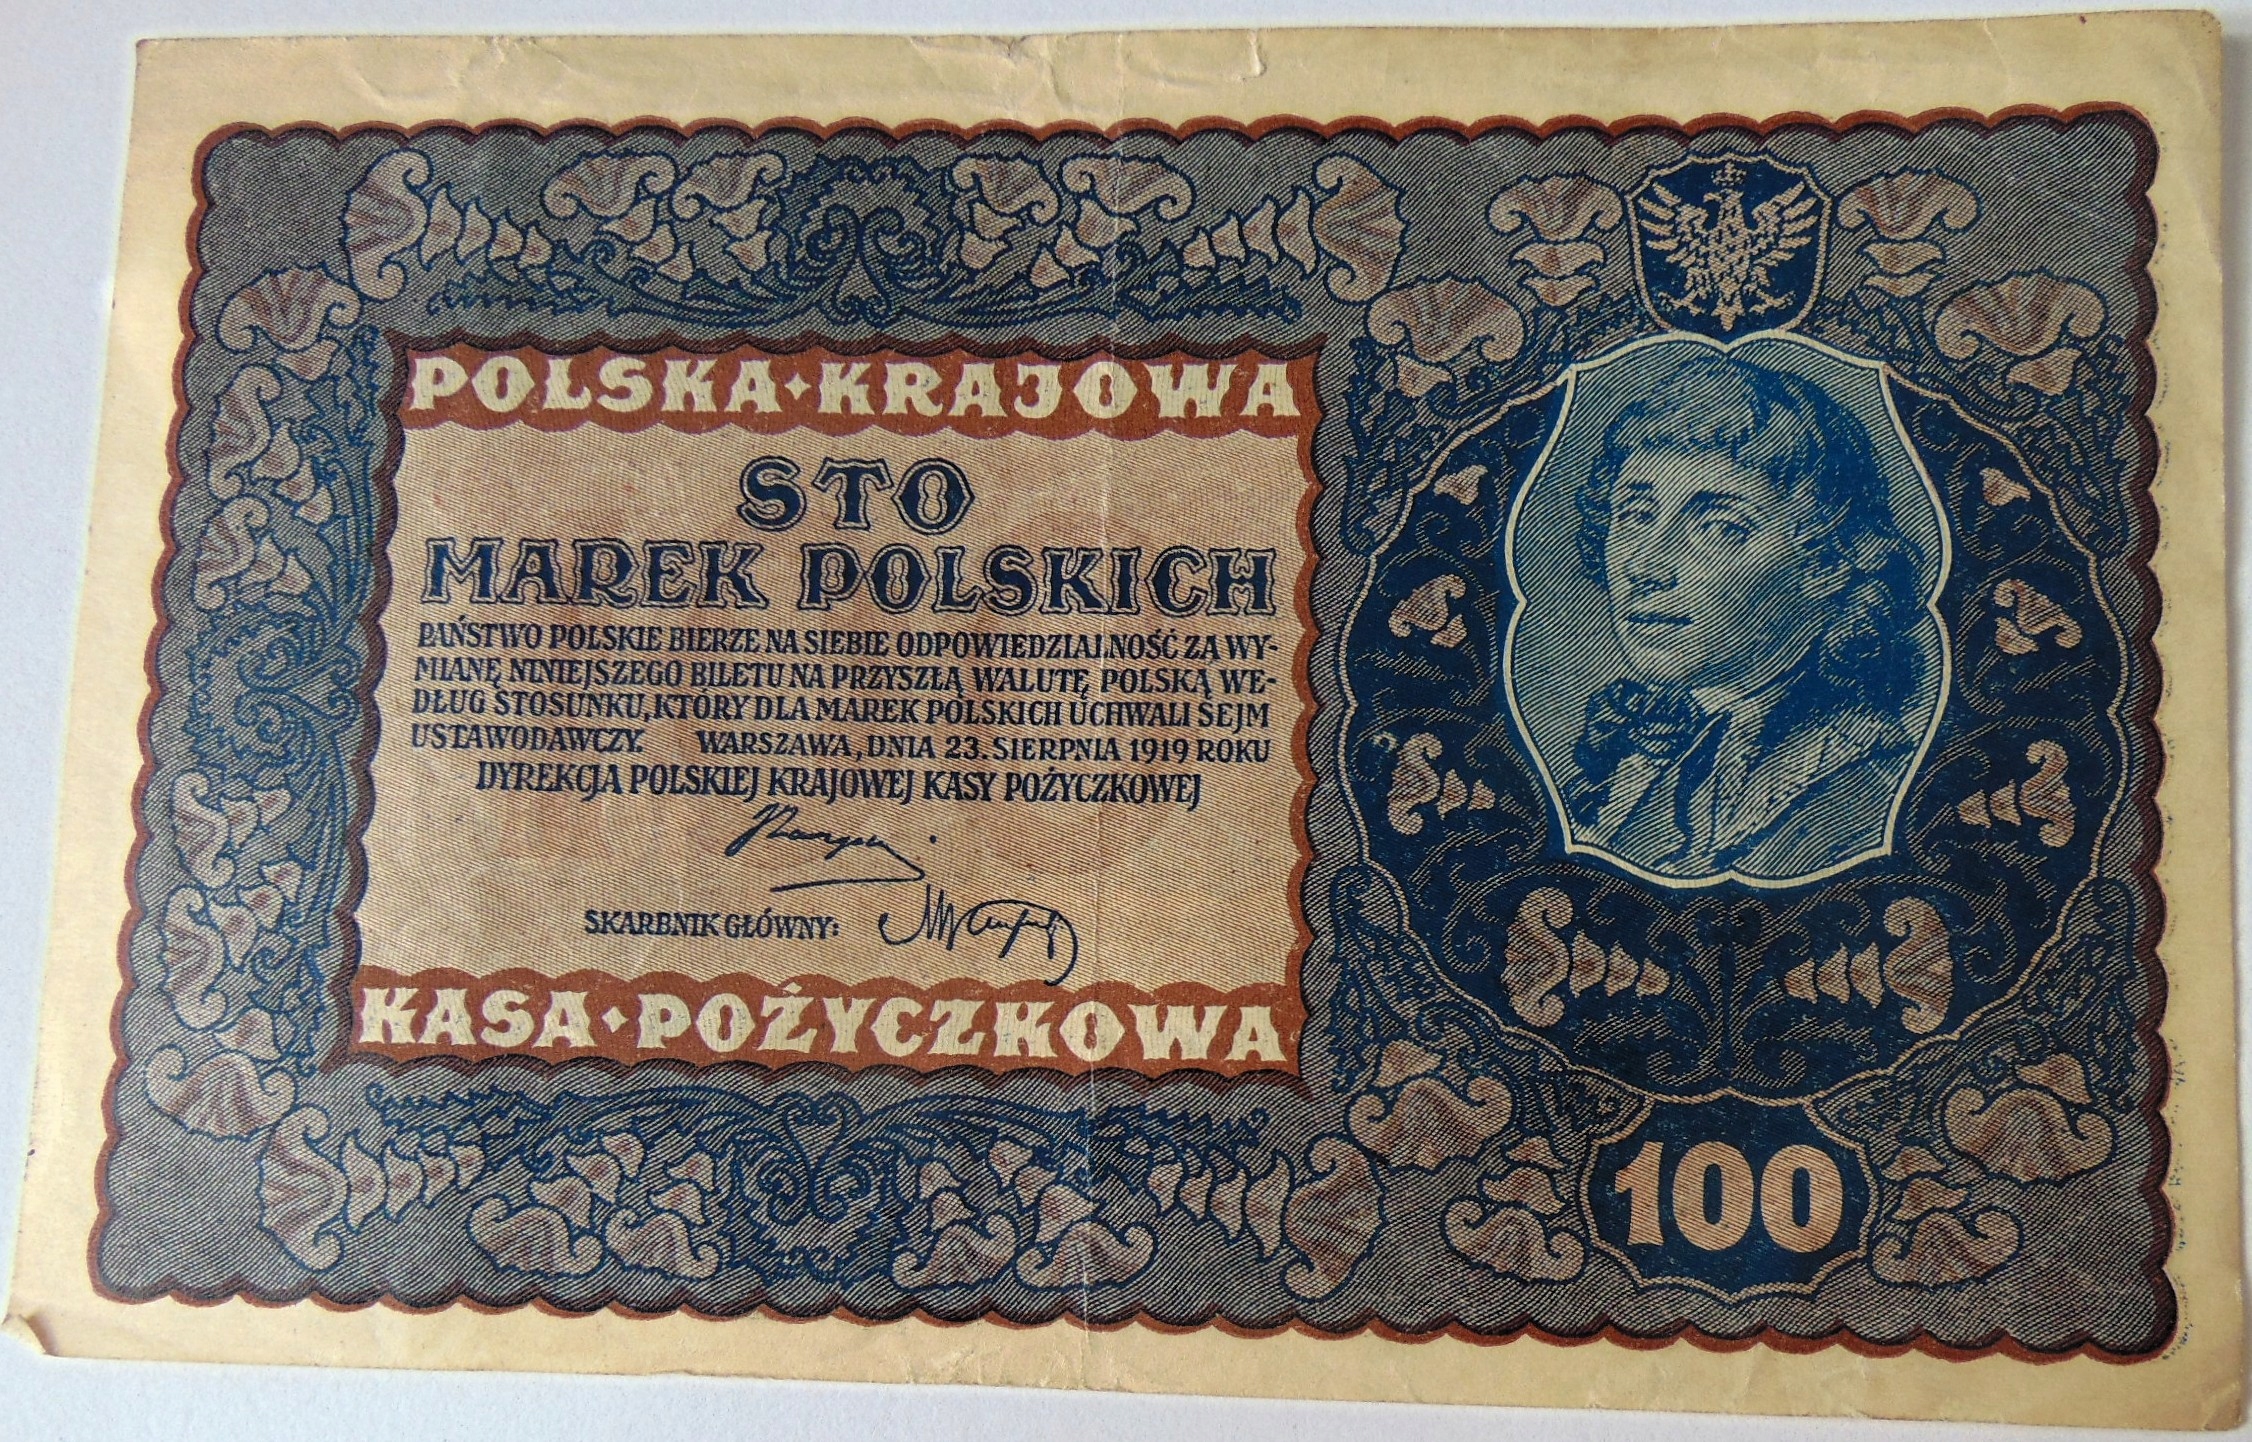 POLSKA·KRAJOWA
STO
MAREK POLSKICH
PAŃSTWO POLSKIE BIERZE NA SIEBIE ODPOWIEDZIALNOŚĆ ZA WY-
MIANĘ NINIEJSZEGO BILETU NA PRZYSZŁĄ WALUTĘ POLSKĄ WE-
DŁUG STOSUNKU, KTÓRY DLA MAREK POLSKICH UCHWALI SEJM
USTAWODAWCZY. WARSZAWA, DNIA 23. SIERPNIA 1919 ROKU
DYREKCJA POLSKIEJ KRAJOWEJ KASY POŻYCZKOWEJ
SKARBNIK GŁÓWNY:
KASA·POŻYCZKOWA
100